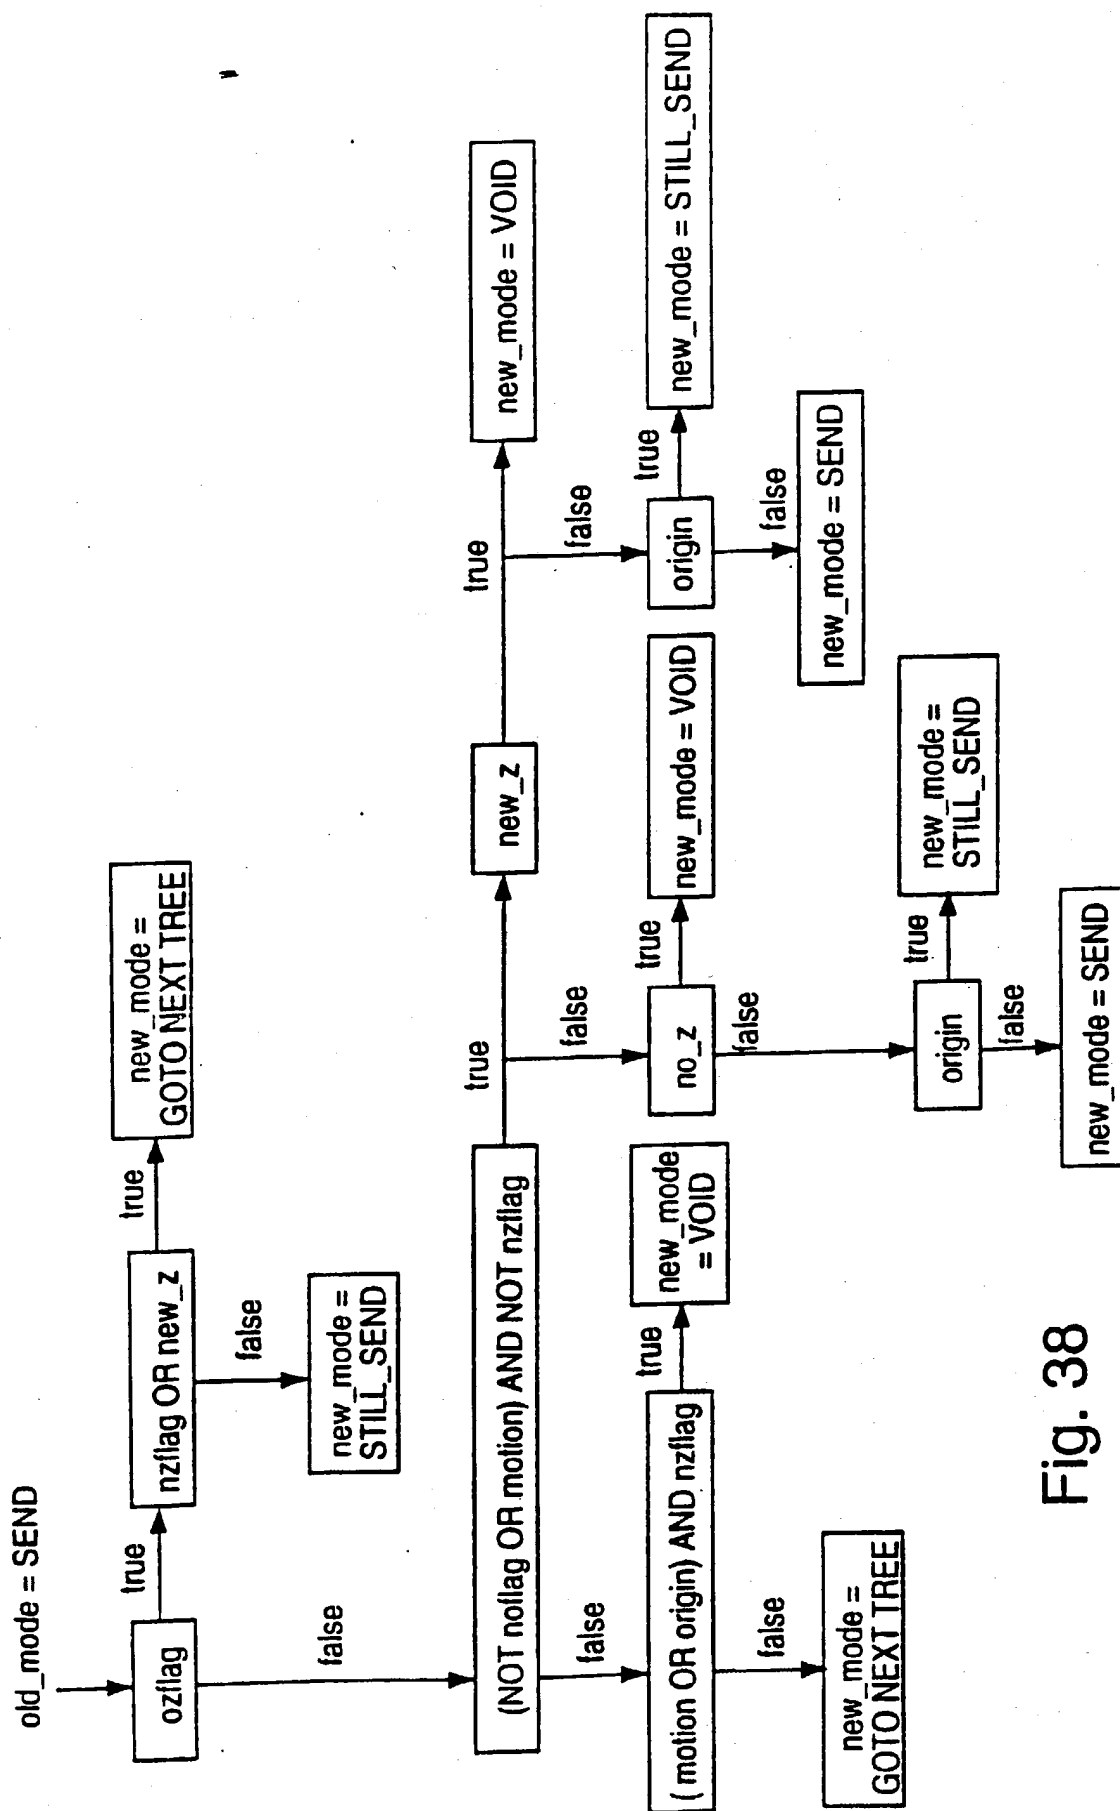 old_mode = SEND
ozflag
true
nzflag OR new_z
true
new_mode =
GOTO NEXT TREE
false
new_mode =
STILL_SEND
false
(NOT noflag OR motion) AND NOT nzflag
true
new_z
true
new_mode = VOID
false
origin
true
new_mode = STILL_SEND
false
new_mode = SEND
false
no_z
true
new_mode = VOID
false
origin
true
new_mode =
STILL_SEND
false
new_mode = SEND
false
( motion OR origin) AND nzflag
true
new_mode
= VOID
false
new_mode =
GOTO NEXT TREE
Fig. 38